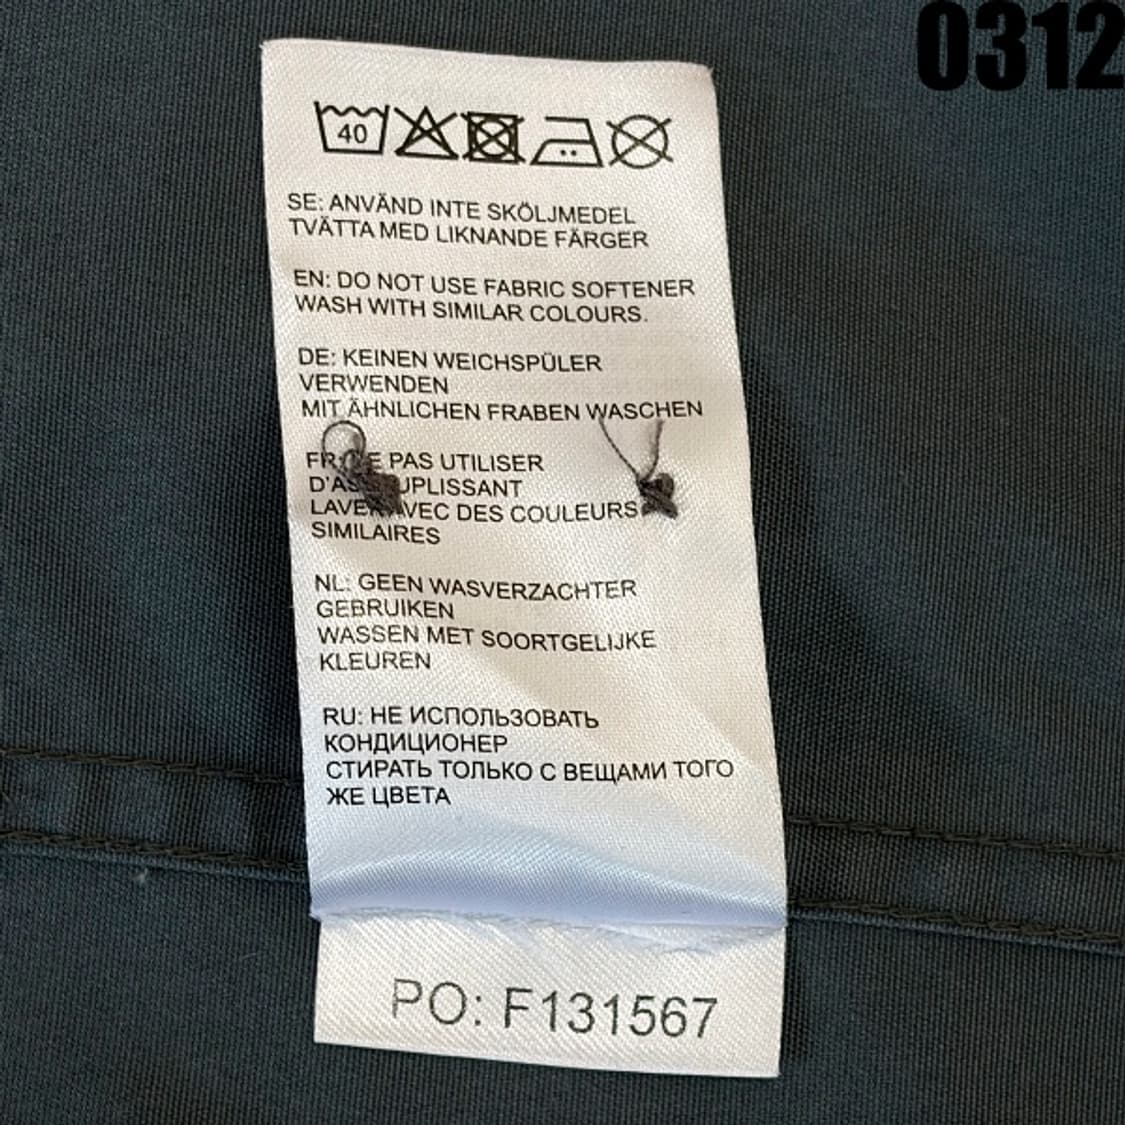 0312
40
SE: ANVÄND INTE SKÖLJMEDEL
TVÄTTA MED LIKNANDE FÄRGER
EN: DO NOT USE FABRIC SOFTENER
WASH WITH SIMILAR COLOURS.
DE: KEINEN WEICHSPÜLER
VERWENDEN
MIT ÄHNLICHEN FRABEN WASCHEN
PAS UTILISER
AVEC DES COULEURS
SIMILAIRES
NL: GEEN WASVERZACHTER
GEBRUIKEN
WASSEN MET SOORTGELIJKE
KLEUREN
RU: НЕ ИСПОЛЬЗОВАТЬ
КОНДИЦИОНЕР
СТИРАТЬ ТОЛЬКО С ВЕЩАМИ ТОГО
ЖЕ ЦВЕТА
PO: F131567